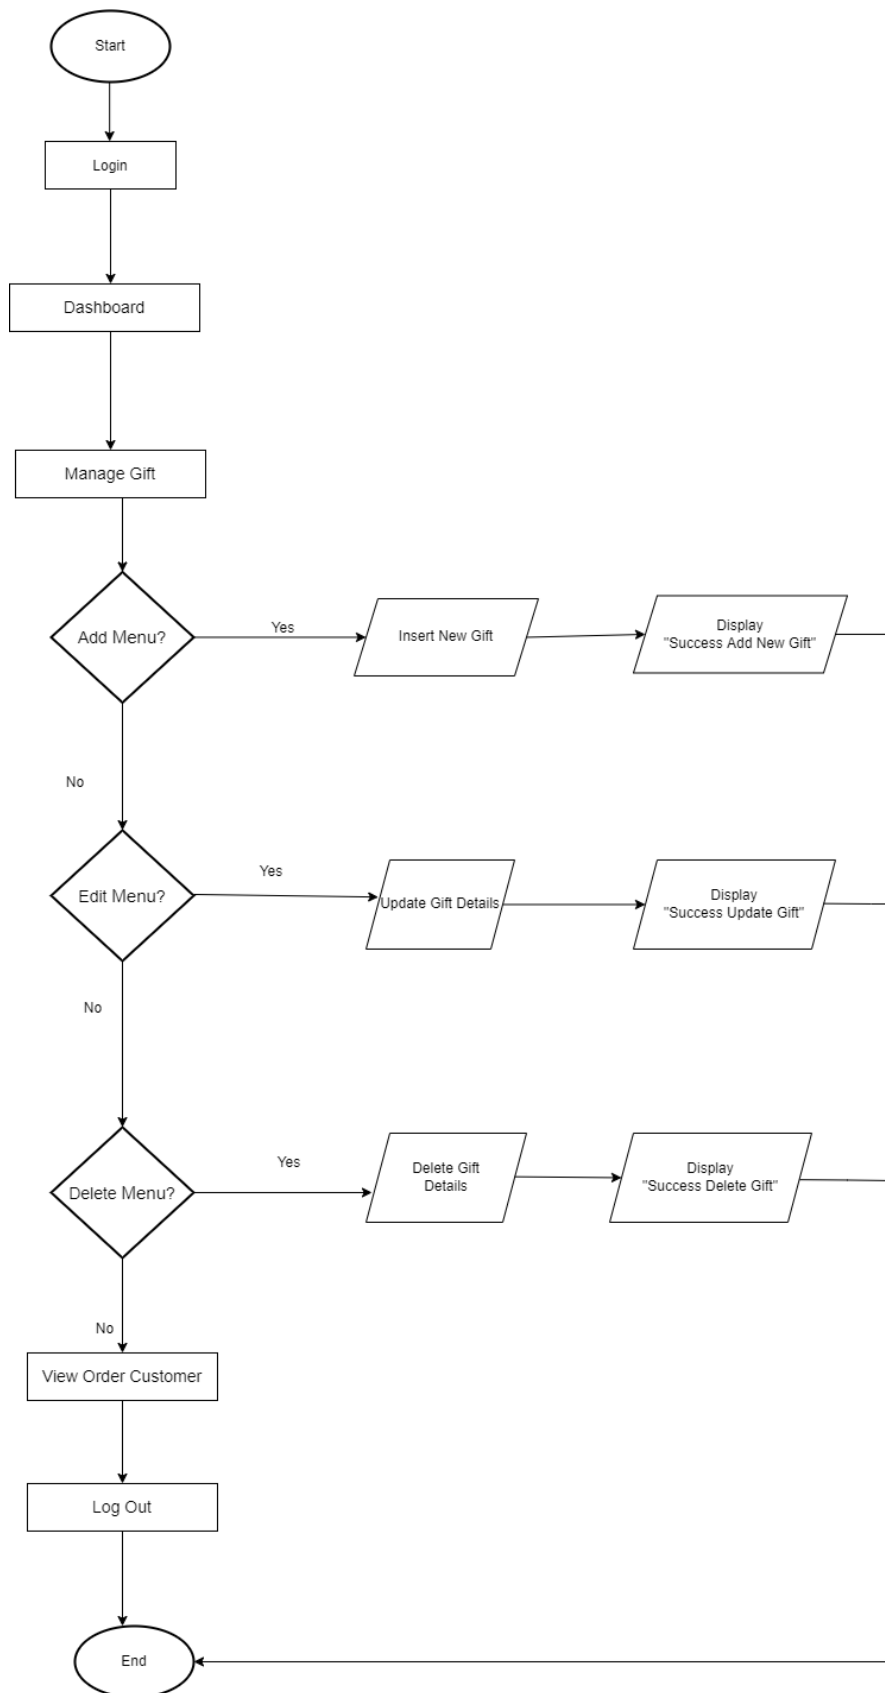 Start
Login
Dashboard
Manage Gift
Add Menu?
Yes
Insert New Gift
Display
"Success Add New Gift"
No
Edit Menu?
Yes
Update Gift Details
Display
"Success Update Gift"
No
Delete Menu?
Yes
Delete Gift
Details
Display
"Success Delete Gift"
No
View Order Customer
Log Out
End